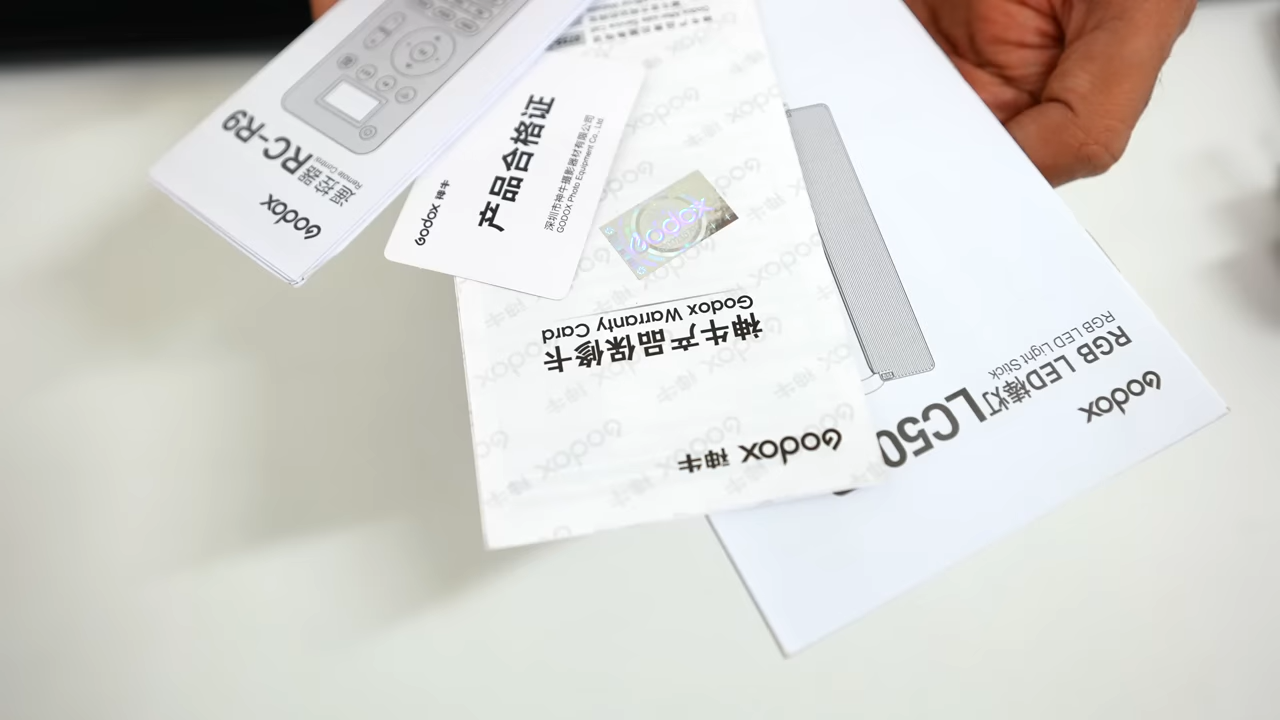 RC-R9
遥控器
Remote Control
Godox
Godox 神牛
产品合格证
深圳市神牛摄影器材有限公司
GODOX Photo Equipment Co., Ltd.
Godox
神牛产品保修卡
Godox Warranty Card
Godox 神牛
LC50
RGB LED棒灯
RGB LED Light Stick
Godox